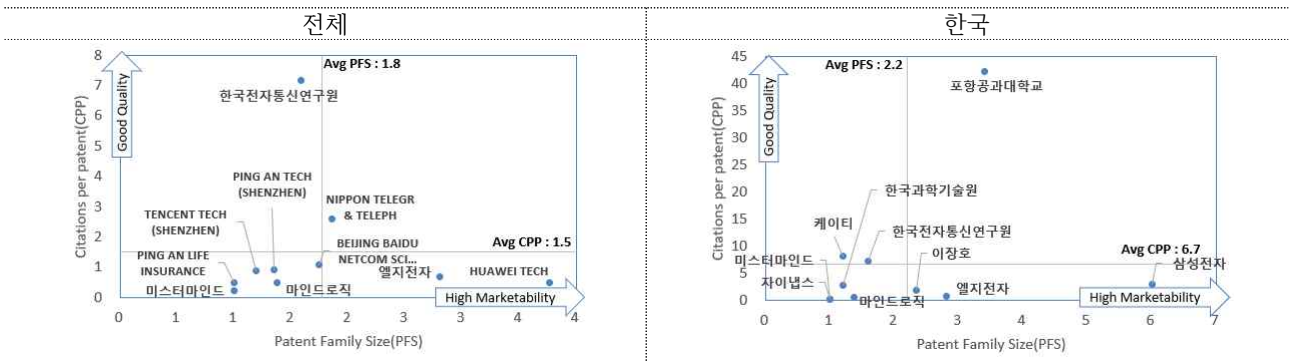 전체
한국
Citations per patent(CPP)
Good Quality
8
7
6
5
4
3
2
1
0
Avg PFS : 1.8
한국전자통신연구원
PING AN TECH
(SHENZHEN)
NIPPON TELEGR
& TELEPH
TENCENT TECH
(SHENZHEN)
Avg CPP : 1.5
PING AN LIFE
INSURANCE
BEIJING BAIDU
NETCOM SCI...
엘지전자
HUAWEI TECH
미스터마인드
마인드로직
High Marketability
0 1 1 2 2 3 3 4 4
Patent Family Size(PFS)
Citations per patent(CPP)
Good Quality
45
40
35
30
25
20
15
10
5
0
Avg PFS : 2.2
포항공과대학교
한국과학기술원
케이티
한국전자통신연구원
이장호
Avg CPP : 6.7
미스터마인드
삼성전자
자이냅스
마인드로직
엘지전자
High Marketability
0 1 2 3 4 5 6 7
Patent Family Size(PFS)